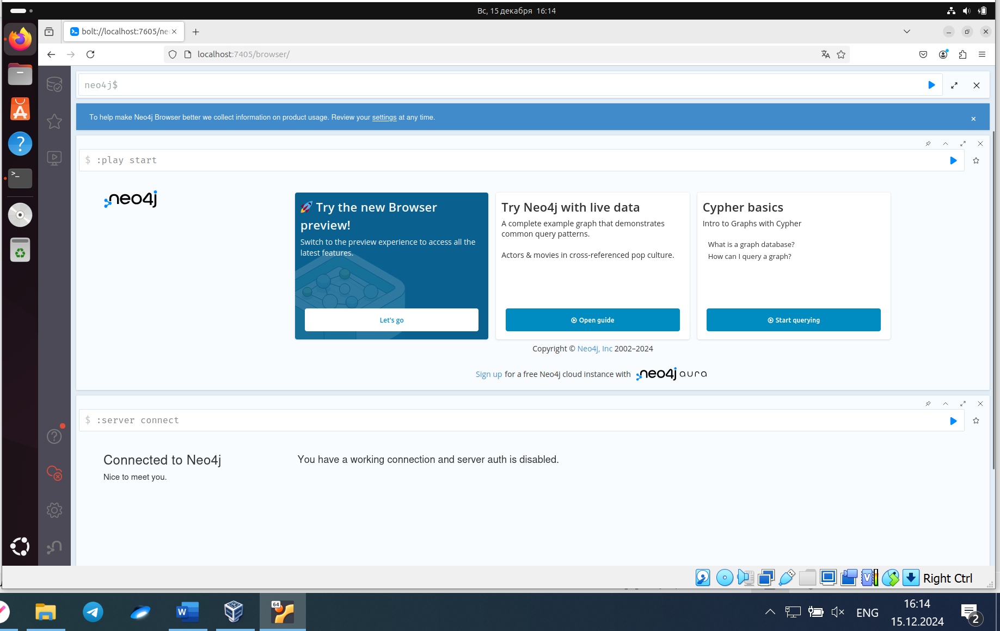 Вс, 15 декабря 16:14
bolt://localhost:7605/ne
localhost:7405/browser/
neo4j$
To help make Neo4j Browser better we collect information on product usage. Review your settings at any time.
$ :play start
neo4j
Try the new Browser
preview!
Switch to the preview experience to access all the
latest features.
Let's go
Try Neo4j with live data
A complete example graph that demonstrates
common query patterns.
Actors & movies in cross-referenced pop culture.
Open guide
Cypher basics
Intro to Graphs with Cypher
What is a graph database?
How can I query a graph?
Start querying
Copyright © Neo4j, Inc 2002–2024
Sign up for a free Neo4j cloud instance with neo4j aura
$ :server connect
Connected to Neo4j
Nice to meet you.
You have a working connection and server auth is disabled.
Right Ctrl
W
64
ENG
16:14
15.12.2024
2